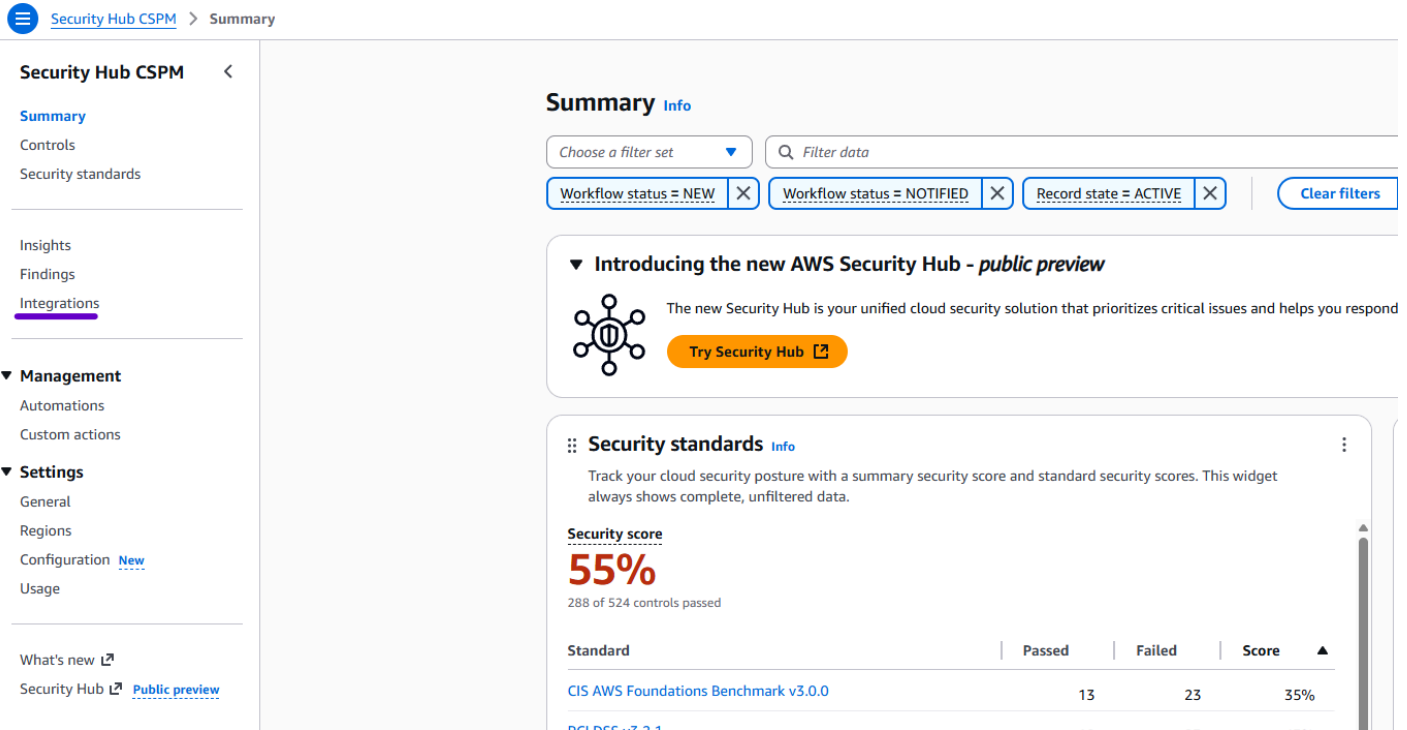 Security Hub CSPM > Summary
Security Hub CSPM
Summary
Controls
Security standards
Insights
Findings
Integrations
Management
Automations
Custom actions
Settings
General
Regions
Configuration New
Usage
What's new
Security Hub Public preview
Summary Info
Choose a filter set
Filter data
Workflow status = NEW
Workflow status = NOTIFIED
Record state = ACTIVE
Clear filters
Introducing the new AWS Security Hub - public preview
The new Security Hub is your unified cloud security solution that prioritizes critical issues and helps you respond
Try Security Hub
Security standards Info
Track your cloud security posture with a summary security score and standard security scores. This widget
always shows complete, unfiltered data.
Security score
55%
288 of 524 controls passed
Standard Passed Failed Score
CIS AWS Foundations Benchmark v3.0.0 13 23 35%